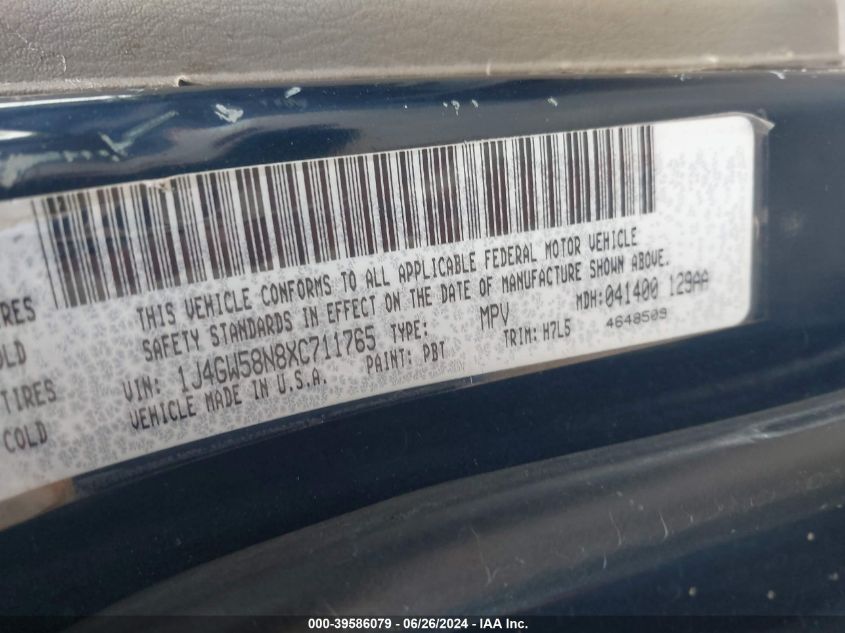 THIS VEHICLE CONFORMS TO ALL APPLICABLE FEDERAL MOTOR VEHICLE
SAFETY STANDARDS IN EFFECT ON THE DATE OF MANUFACTURE SHOWN ABOVE.
VIN: 1J4GW58N8XC711765 TYPE: MPV MDH:041400 129AA
VEHICLE MADE IN U.S.A. PAINT: PBT TRIM: H7L5 4648509
RES
OLD
TIRES
COLD
000-39586079 - 06/26/2024 - IAA Inc.